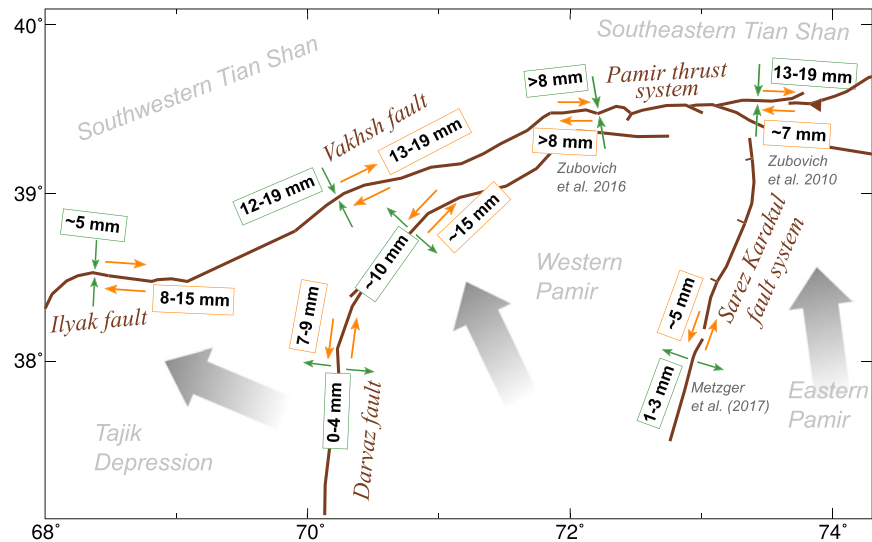 40°
39°
38°
68°
70°
72°
74°
Southwestern Tian Shan
Southeastern Tian Shan
Pamir thrust
system
>8 mm
13-19 mm
Vakhsh fault
13-19 mm
>8 mm
~7 mm
Zubovich
et al. 2016
Zubovich
et al. 2010
12-19 mm
~5 mm
~15 mm
~10 mm
Western
Pamir
Sarez Karakul
fault system
8-15 mm
Ilyak fault
7-9 mm
~5 mm
0-4 mm
Darvaz fault
1-3 mm
Metzger
et al. (2017)
Eastern
Pamir
Tajik
Depression